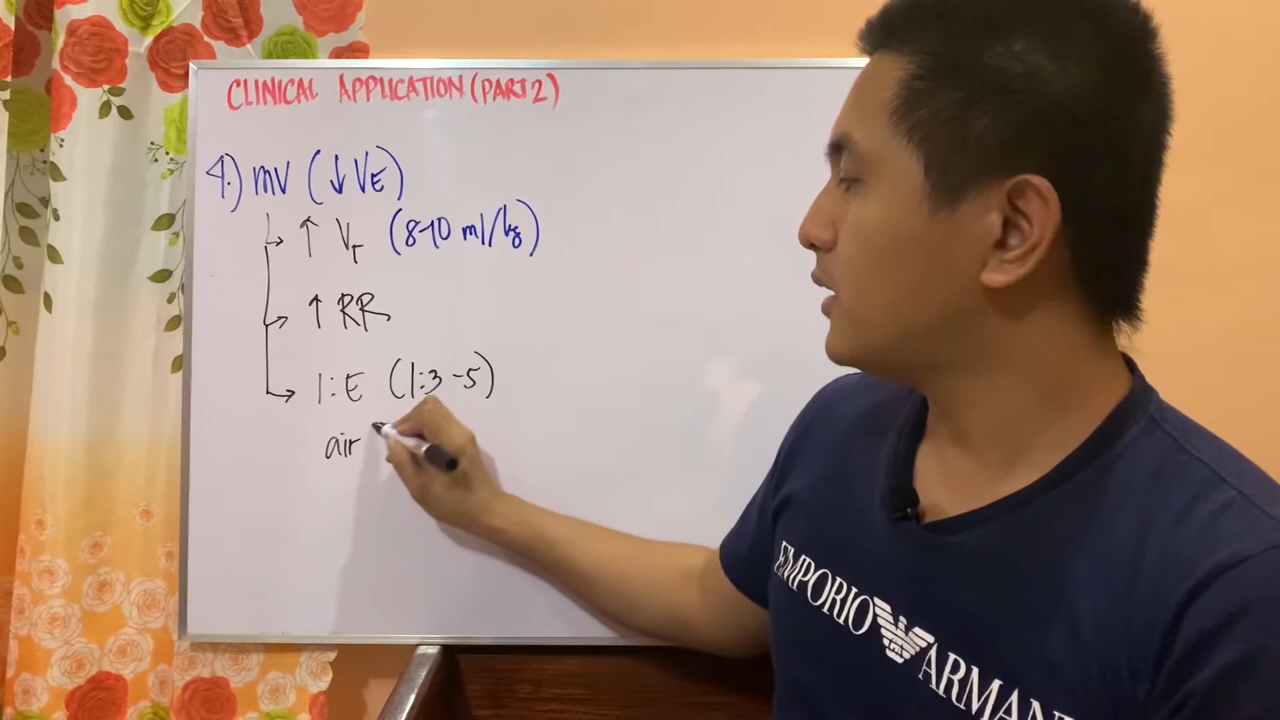 CLINICAL APPLICATION (PART 2)
4.) MV (↓ VE)
↑ VT (8-10 ml/kg)
↑ RR
I:E (1:3-5)
air
EMPORIO ARMANI